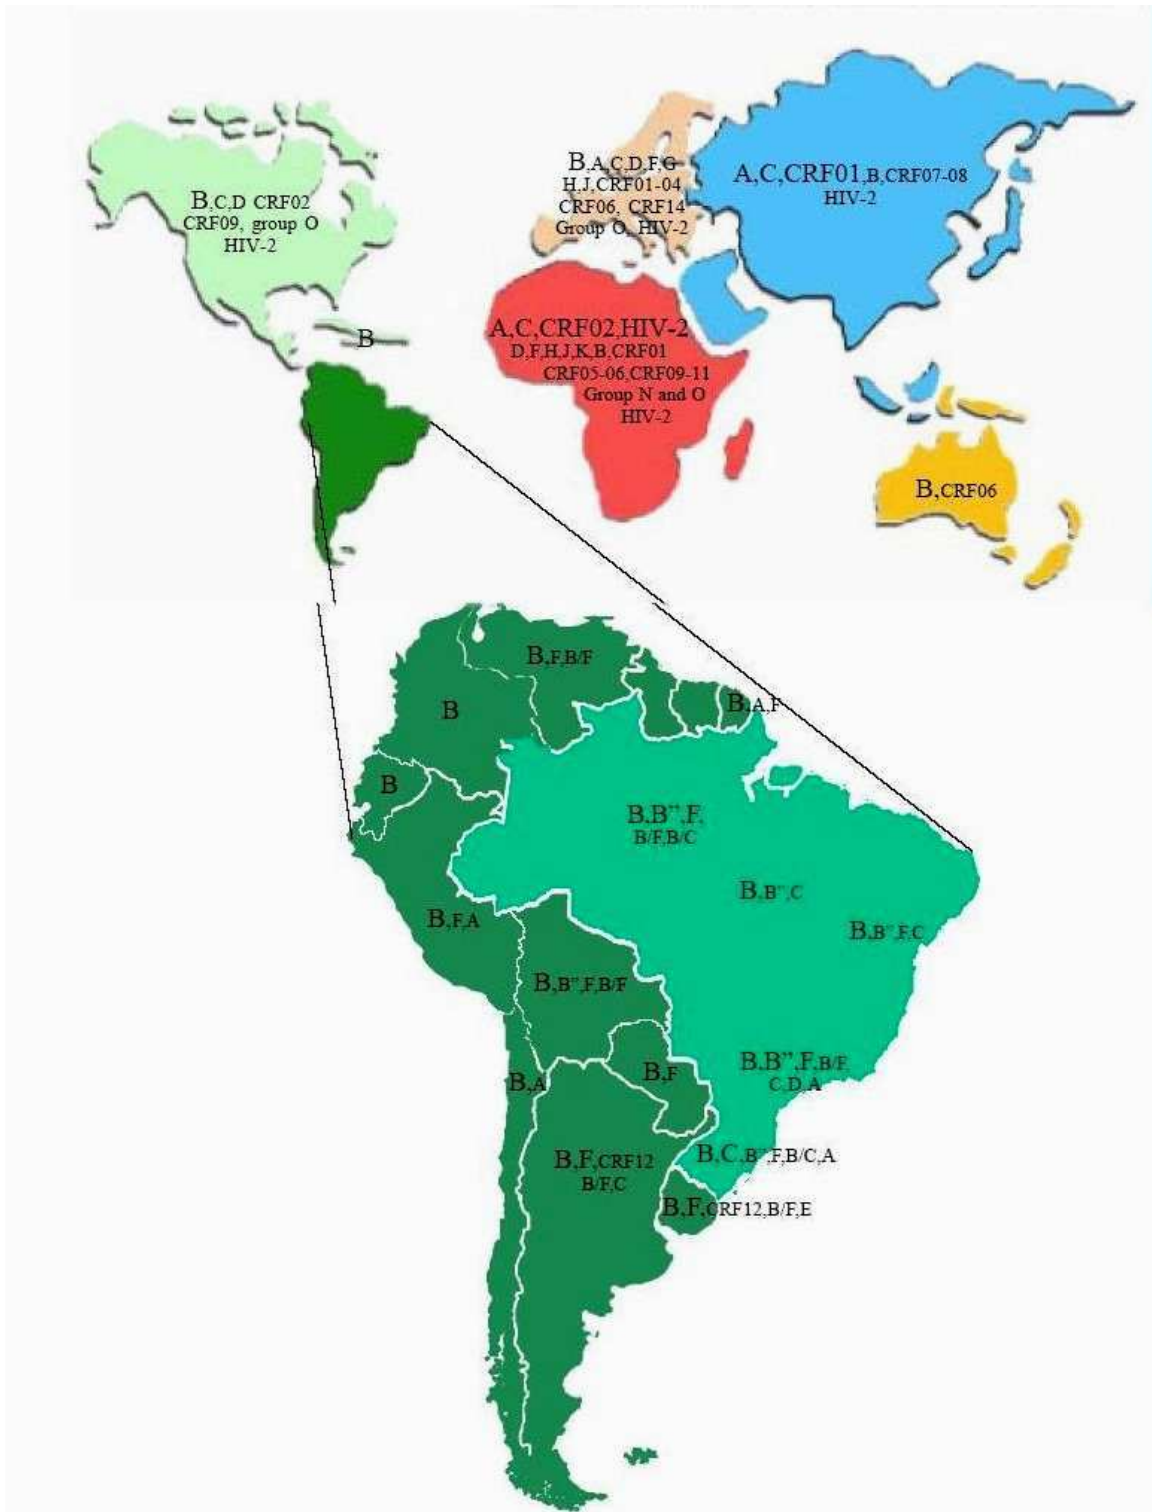 B,C,D CRF02
CRF09, group O
HIV-2
B
B,A,C,D,F,G
H,J,CRF01-04
CRF06, CRF14
Group O, HIV-2
A,C,CRF01,B,CRF07-08
HIV-2
A,C,CRF02,HIV-2
D,F,H,J,K,B,CRF01
CRF05-06,CRF09-11
Group N and O
HIV-2
B,CRF06
B,F,B/F
B
B,A,F
B
B,B”,F,
B/F,B/C
B,B”,C
B,F,A
B,B”,F,C
B,B”,F,B/F
B,F
B,A
B,B”,F,B/F,
C,D,A
B,F,CRF12
B/F,C
B,C,B”,F,B/C,A
B,F,CRF12,B/F,E